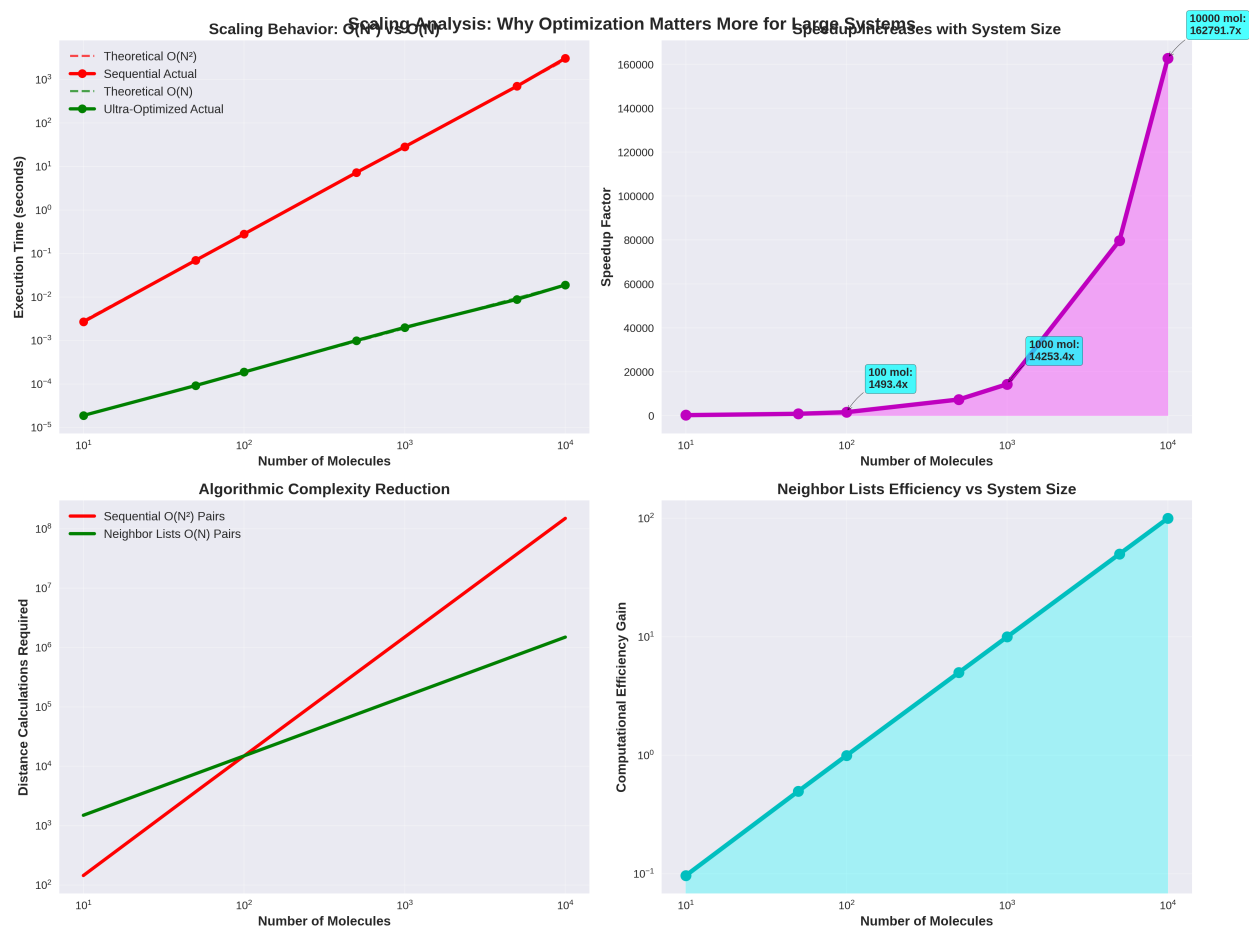 Scaling Analysis: Why Optimization Matters More for Large Systems
Scaling Behavior: O(N²) vs O(N)
Theoretical O(N²)
Sequential Actual
Theoretical O(N)
Ultra-Optimized Actual
Execution Time (seconds)
10³
10²
10¹
10⁰
10⁻¹
10⁻²
10⁻³
10⁻⁴
10⁻⁵
10¹ 10² 10³ 10⁴
Number of Molecules
Speedup Increases with System Size
10000 mol:
162791.7x
1000 mol:
14253.4x
100 mol:
1493.4x
Speedup Factor
160000
140000
120000
100000
80000
60000
40000
20000
0
10¹ 10² 10³ 10⁴
Number of Molecules
Algorithmic Complexity Reduction
Sequential O(N²) Pairs
Neighbor Lists O(N) Pairs
Distance Calculations Required
10⁸
10⁷
10⁶
10⁵
10⁴
10³
10²
10¹ 10² 10³ 10⁴
Number of Molecules
Neighbor Lists Efficiency vs System Size
Computational Efficiency Gain
10²
10¹
10⁰
10⁻¹
10¹ 10² 10³ 10⁴
Number of Molecules